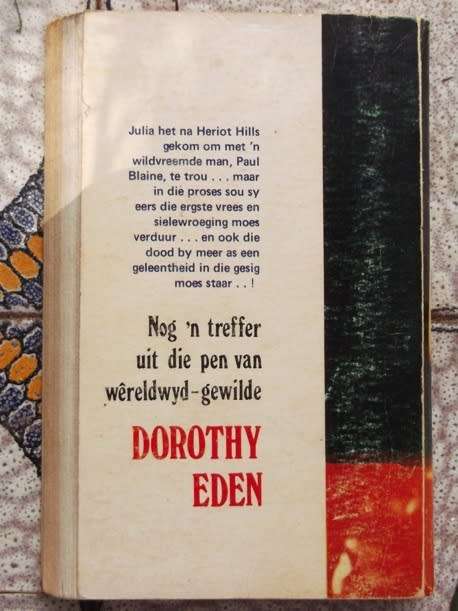 Julia het na Heriot Hills
gekom om met 'n
wildvreemde man, Paul
Blaine, te trou . . . maar
in die proses sou sy
eers die ergste vrees en
sielewroeging moes
verduur . . . en ook die
dood by meer as een
geleentheid in die gesig
moes staar . . !
Nog 'n treffer
uit die pen van
wêreldwyd-gewilde
DOROTHY
EDEN